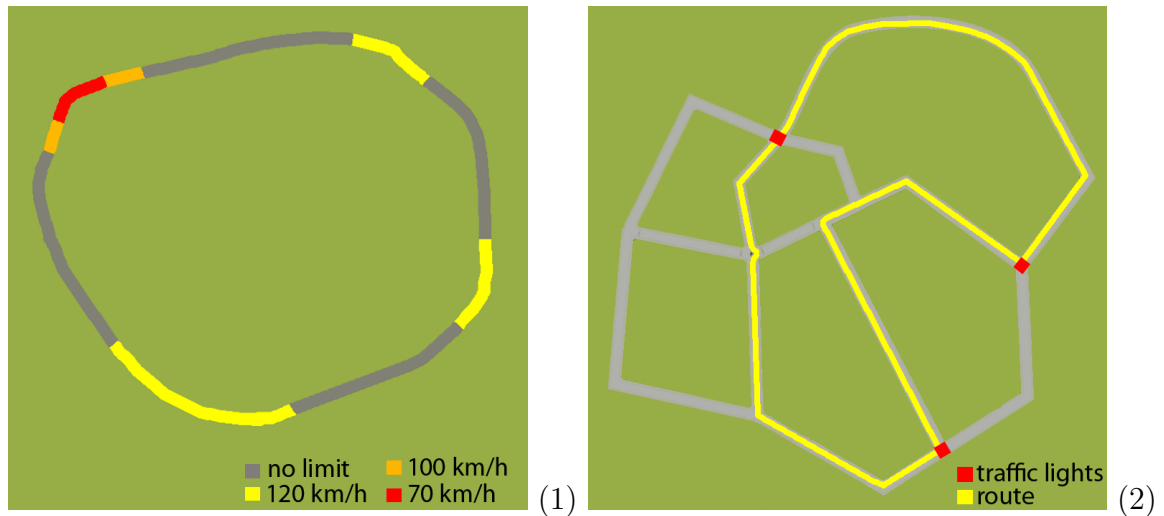 no limit
100 km/h
120 km/h
70 km/h
(1)
traffic lights
route
(2)